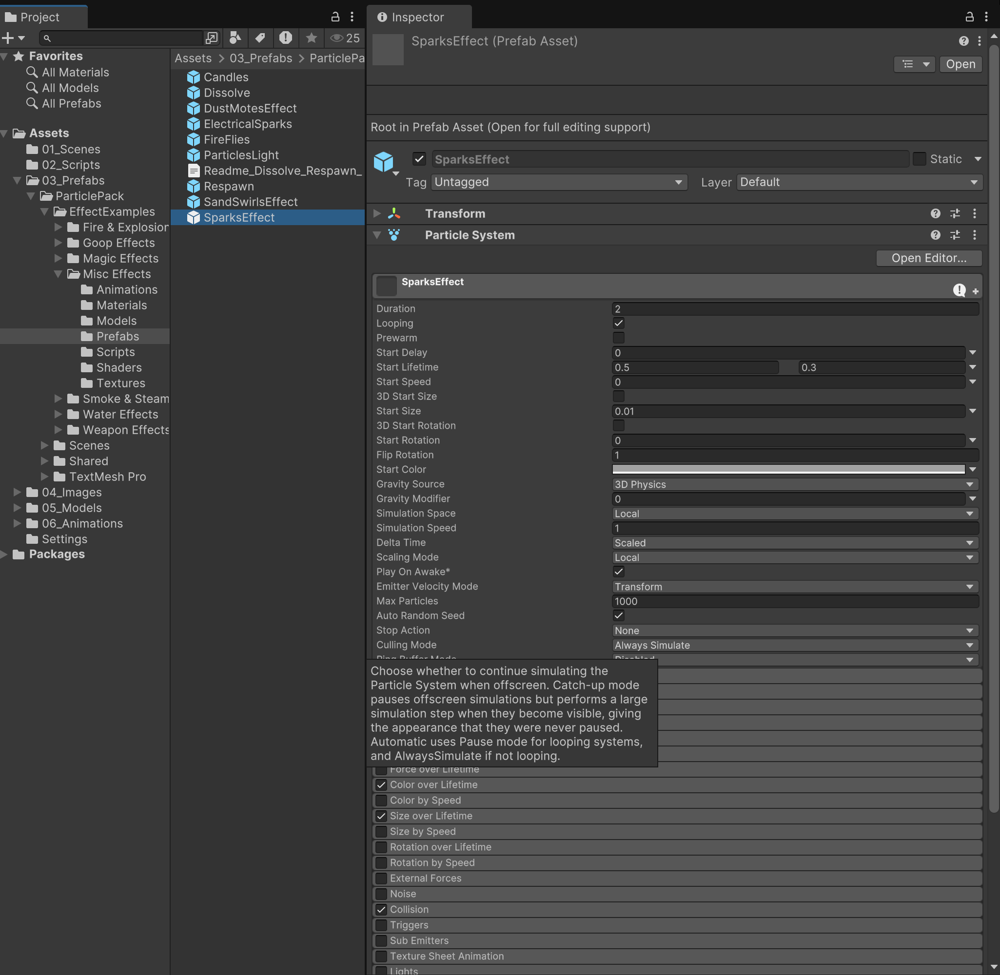 Project
25
Favorites
All Materials
All Models
All Prefabs
Assets
01_Scenes
02_Scripts
03_Prefabs
ParticlePack
EffectExamples
Fire & Explosion
Goop Effects
Magic Effects
Misc Effects
Animations
Materials
Models
Prefabs
Scripts
Shaders
Textures
Smoke & Steam
Water Effects
Weapon Effects
Scenes
Shared
TextMesh Pro
04_Images
05_Models
06_Animations
Settings
Packages
Assets > 03_Prefabs > ParticlePa
Candles
Dissolve
DustMotesEffect
ElectricalSparks
FireFlies
ParticlesLight
Readme_Dissolve_Respawn_
Respawn
SandSwirlsEffect
SparksEffect
Inspector
SparksEffect (Prefab Asset)
Open
Root in Prefab Asset (Open for full editing support)
SparksEffect Static
Tag Untagged Layer Default
Transform
Particle System
Open Editor...
SparksEffect
Duration 2
Looping
Prewarm
Start Delay 0
Start Lifetime 0.5 0.3
Start Speed 0
3D Start Size
Start Size 0.01
3D Start Rotation
Start Rotation 0
Flip Rotation 1
Start Color
Gravity Source 3D Physics
Gravity Modifier 0
Simulation Space Local
Simulation Speed 1
Delta Time Scaled
Scaling Mode Local
Play On Awake*
Emitter Velocity Mode Transform
Max Particles 1000
Auto Random Seed
Stop Action None
Culling Mode Always Simulate
Ring Buffer Mode Disabled
Choose whether to continue simulating the
Particle System when offscreen. Catch-up mode
pauses offscreen simulations but performs a large
simulation step when they become visible, giving
the appearance that they were never paused.
Automatic uses Pause mode for looping systems,
and AlwaysSimulate if not looping.
Force over Lifetime
Color over Lifetime
Color by Speed
Size over Lifetime
Size by Speed
Rotation over Lifetime
Rotation by Speed
External Forces
Noise
Collision
Triggers
Sub Emitters
Texture Sheet Animation
Lights